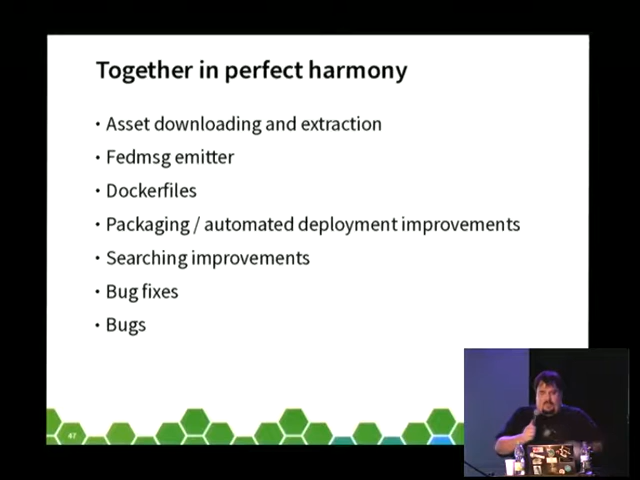 Together in perfect harmony
• Asset downloading and extraction
• Fedmsg emitter
• Dockerfiles
• Packaging / automated deployment improvements
• Searching improvements
• Bug fixes
• Bugs
47